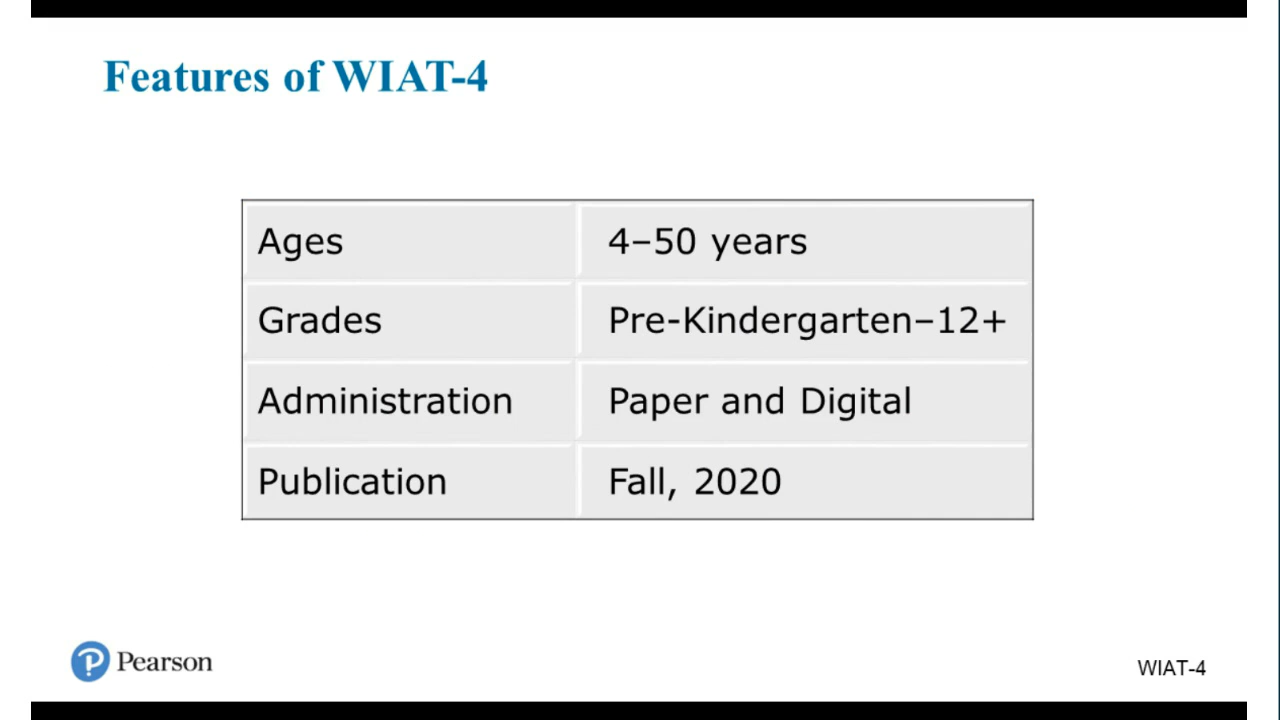 Features of WIAT-4
Ages 4–50 years
Grades Pre-Kindergarten–12+
Administration Paper and Digital
Publication Fall, 2020
Pearson
WIAT-4